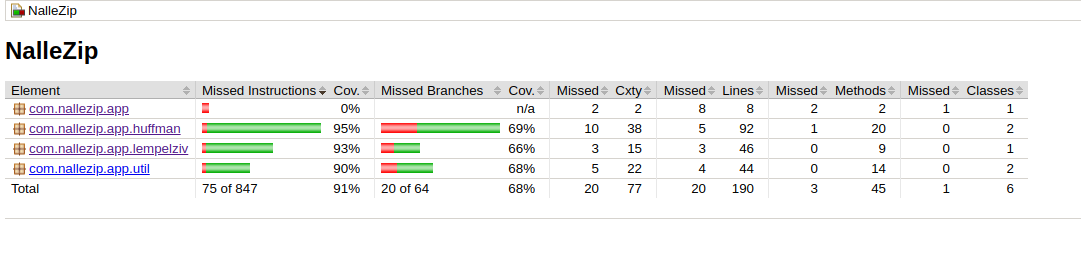 NalleZip
NalleZip
Element Missed Instructions Cov. Missed Branches Cov. Missed Cxty Missed Lines Missed Methods Missed Classes
com.nallezip.app 0% n/a 2 2 8 8 2 2 1 1
com.nallezip.app.huffman 95% 69% 10 38 5 92 1 20 0 2
com.nallezip.app.lempelziv 93% 66% 3 15 3 46 0 9 0 1
com.nallezip.app.util 90% 68% 5 22 4 44 0 14 0 2
Total 75 of 847 91% 20 of 64 68% 20 77 20 190 3 45 1 6